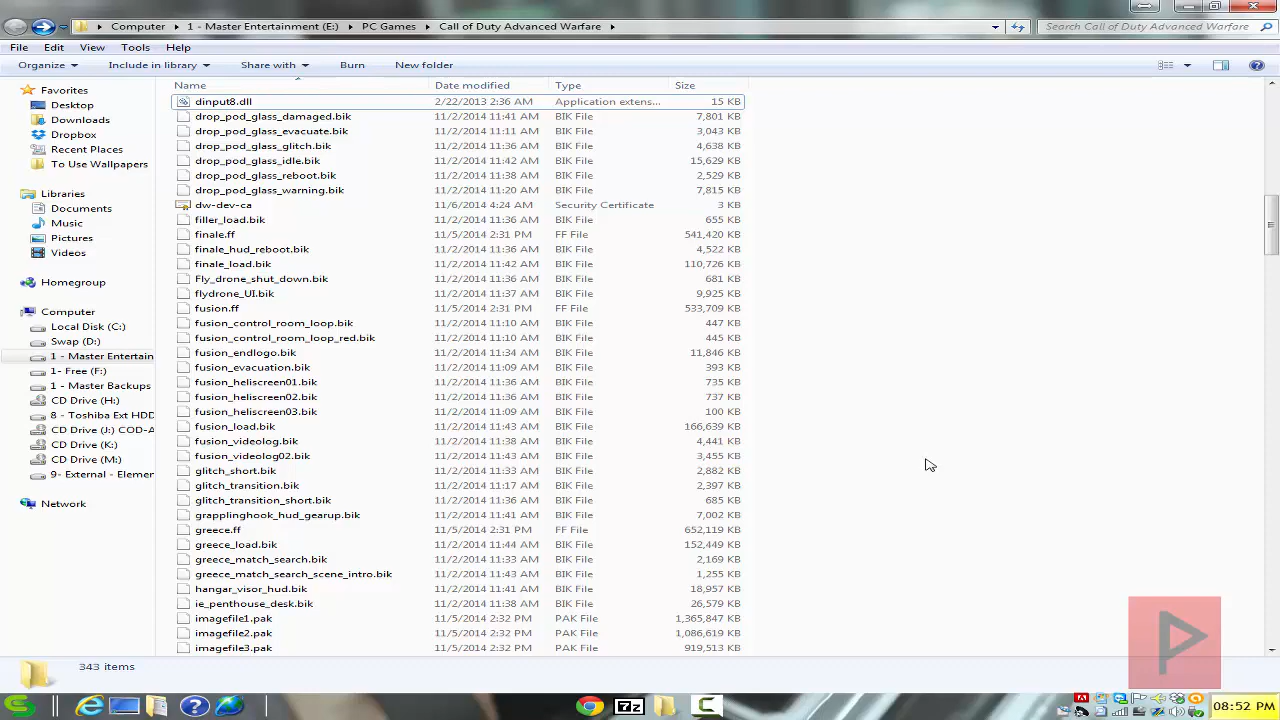 Computer 1 - Master Entertainment (E:) PC Games Call of Duty Advanced Warfare Search Call of Duty Advanced Warfare
File Edit View Tools Help
Organize Include in library Share with Burn New folder
Name Date modified Type Size
Favorites
Desktop
Downloads
Dropbox
Recent Places
To Use Wallpapers
Libraries
Documents
Music
Pictures
Videos
Homegroup
Computer
Local Disk (C:)
Swap (D:)
1 - Master Entertain
1- Free (F:)
1 - Master Backups
CD Drive (H:)
8 - Toshiba Ext HDD
CD Drive (J:) COD-A
CD Drive (K:)
CD Drive (M:)
9- External - Elemen
Network
dinput8.dll 2/22/2013 2:36 AM Application extens... 15 KB
drop_pod_glass_damaged.bik 11/2/2014 11:41 AM BIK File 7,801 KB
drop_pod_glass_evacuate.bik 11/2/2014 11:11 AM BIK File 3,043 KB
drop_pod_glass_glitch.bik 11/2/2014 11:36 AM BIK File 4,638 KB
drop_pod_glass_idle.bik 11/2/2014 11:42 AM BIK File 15,629 KB
drop_pod_glass_reboot.bik 11/2/2014 11:38 AM BIK File 2,529 KB
drop_pod_glass_warning.bik 11/2/2014 11:20 AM BIK File 7,815 KB
dw-dev-ca 11/6/2014 4:24 AM Security Certificate 3 KB
filler_load.bik 11/2/2014 11:36 AM BIK File 655 KB
finale.ff 11/5/2014 2:31 PM FF File 541,420 KB
finale_hud_reboot.bik 11/2/2014 11:36 AM BIK File 4,522 KB
finale_load.bik 11/2/2014 11:42 AM BIK File 110,726 KB
Fly_drone_shut_down.bik 11/2/2014 11:36 AM BIK File 681 KB
flydrone_UI.bik 11/2/2014 11:37 AM BIK File 9,925 KB
fusion.ff 11/5/2014 2:31 PM FF File 533,709 KB
fusion_control_room_loop.bik 11/2/2014 11:10 AM BIK File 447 KB
fusion_control_room_loop_red.bik 11/2/2014 11:10 AM BIK File 445 KB
fusion_endlogo.bik 11/2/2014 11:34 AM BIK File 11,846 KB
fusion_evacuation.bik 11/2/2014 11:09 AM BIK File 393 KB
fusion_heliscreen01.bik 11/2/2014 11:36 AM BIK File 735 KB
fusion_heliscreen02.bik 11/2/2014 11:36 AM BIK File 737 KB
fusion_heliscreen03.bik 11/2/2014 11:09 AM BIK File 100 KB
fusion_load.bik 11/2/2014 11:43 AM BIK File 166,639 KB
fusion_videolog.bik 11/2/2014 11:38 AM BIK File 4,441 KB
fusion_videolog02.bik 11/2/2014 11:43 AM BIK File 3,455 KB
glitch_short.bik 11/2/2014 11:33 AM BIK File 2,882 KB
glitch_transition.bik 11/2/2014 11:17 AM BIK File 2,397 KB
glitch_transition_short.bik 11/2/2014 11:36 AM BIK File 685 KB
grapplinghook_hud_gearup.bik 11/2/2014 11:41 AM BIK File 7,002 KB
greece.ff 11/5/2014 2:31 PM FF File 652,119 KB
greece_load.bik 11/2/2014 11:44 AM BIK File 152,449 KB
greece_match_search.bik 11/2/2014 11:33 AM BIK File 2,169 KB
greece_match_search_scene_intro.bik 11/2/2014 11:43 AM BIK File 1,255 KB
hangar_visor_hud.bik 11/2/2014 11:41 AM BIK File 18,957 KB
ie_penthouse_desk.bik 11/2/2014 11:38 AM BIK File 26,579 KB
imagefile1.pak 11/5/2014 2:32 PM PAK File 1,365,847 KB
imagefile2.pak 11/5/2014 2:32 PM PAK File 1,086,619 KB
imagefile3.pak 11/5/2014 2:32 PM PAK File 919,513 KB
343 items
7z
08:52 PM